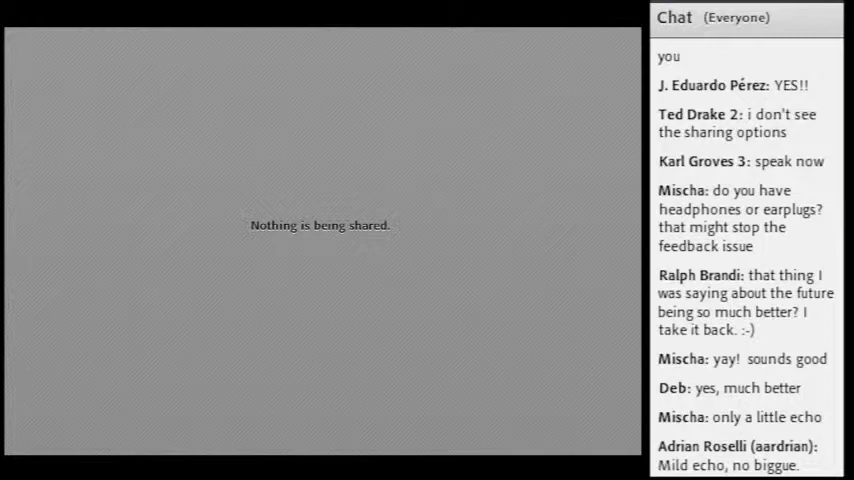 Nothing is being shared.
Chat (Everyone)
you
J. Eduardo Pérez: YES!!
Ted Drake 2: i don't see
the sharing options
Karl Groves 3: speak now
Mischa: do you have
headphones or earplugs?
that might stop the
feedback issue
Ralph Brandi: that thing I
was saying about the future
being so much better? I
take it back. :-)
Mischa: yay! sounds good
Deb: yes, much better
Mischa: only a little echo
Adrian Roselli (aardrian):
Mild echo, no biggue.